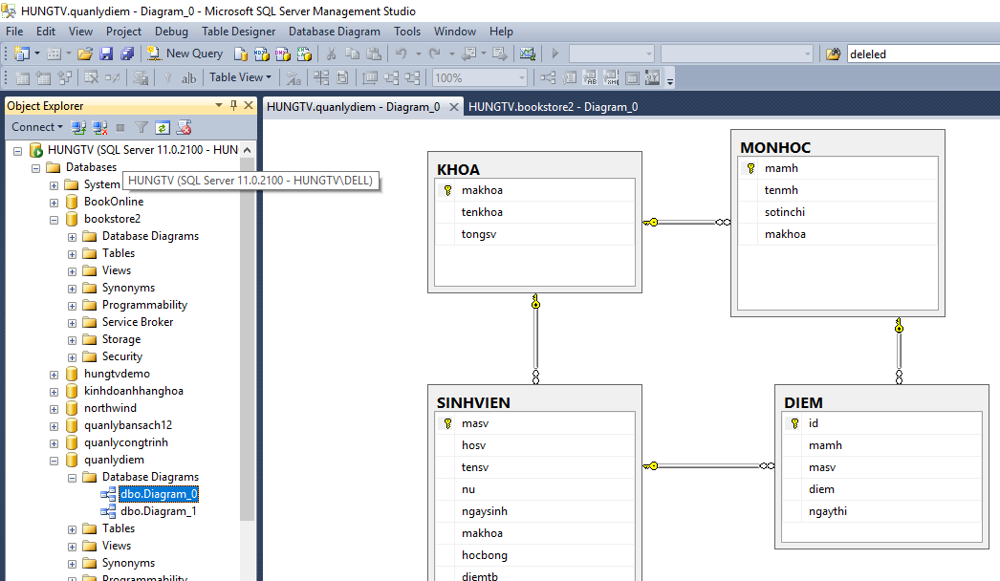 HUNGTV.quanlydiem - Diagram_0 - Microsoft SQL Server Management Studio
File Edit View Project Debug Table Designer Database Diagram Tools Window Help
New Query deleled
Table View 100%
Object Explorer
Connect
HUNGTV (SQL Server 11.0.2100 - HUN
Databases
System
HUNGTV (SQL Server 11.0.2100 - HUNGTV\DELL)
BookOnline
bookstore2
Database Diagrams
Tables
Views
Synonyms
Programmability
Service Broker
Storage
Security
hungtvdemo
kinhdoanhhanghoa
northwind
quanlybansach12
quanlycongtrinh
quanlydiem
Database Diagrams
dbo.Diagram_0
dbo.Diagram_1
Tables
Views
Synonyms
Programmability
HUNGTV.quanlydiem - Diagram_0
HUNGTV.bookstore2 - Diagram_0
KHOA
makhoa
tenkhoa
tongsv
MONHOC
mamh
tenmh
sotinchi
makhoa
SINHVIEN
masv
hosv
tensv
nu
ngaysinh
makhoa
hocbong
diemtb
DIEM
id
mamh
masv
diem
ngaythi